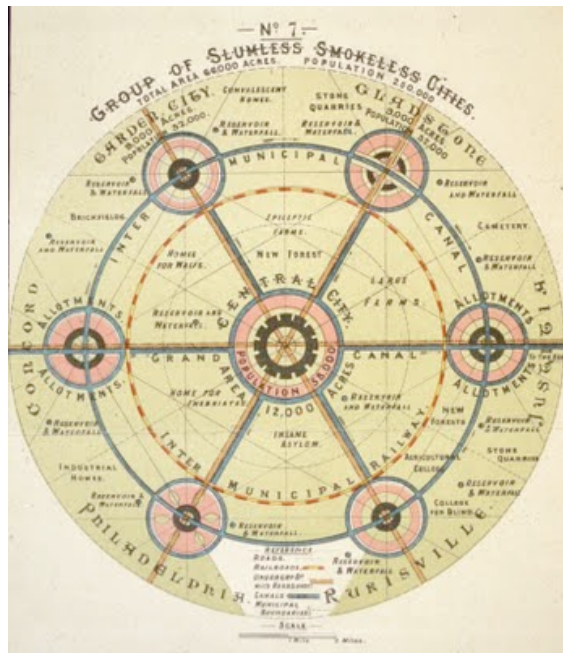 — No 7. —
GROUP OF SLUMLESS SMOKELESS CITIES.
TOTAL AREA 66000 ACRES. POPULATION 250,000
GARDEN CITY.
9,000 ACRES.
POPULATION 32,000
CONVALESCENT
HOMES.
STONE
QUARRIES
GLADSTONE
9,000 ACRES
POPULATION 32,000
RESERVOIR
& WATERFALL
RESERVOIR &
WATERFALL
INTER MUNICIPAL CANAL
RESERVOIR
& WATERFALL
RESERVOIR
AND WATERFALL
BRICKFIELDS
EPILEPTIC
FARMS.
CEMETERY
RESERVOIR
AND WATERFALL
HOMES
FOR WAIFS.
NEW FOREST
LARGE
FARMS.
RESERVOIR
& WATERFALL
RESERVOIR AND
WATERFALL
CENTRAL CITY.
CONCORD
ALLOTMENTS.
ALLOTMENTS
JUSTITIA
GRAND CANAL
POPULATION 58,000
ALLOTMENTS.
ALLOTMENTS
AREA 12,000 ACRES
HOME FOR
INEBRIATES
RESERVOIR
AND WATERFALL
RESERVOIR
& WATERFALL
NEW
FORESTS
RESERVOIR
& WATERFALL
INSANE
ASYLUM.
INTER MUNICIPAL RAILWAY.
AGRICULTURAL
COLLEGE
STONE
QUARRIES
INDUSTRIAL
HOMES.
RESERVOIR
& WATERFALL
RESERVOIR
& WATERFALL
COLLEGE
FOR BLIND.
RESERVOIR
& WATERFALL
PHILADELPHIA
RURISVILLE.
REFERENCE
ROADS.
RAILROADS.
CANALS
MUNICIPAL
BOUNDARIES
RESERVOIR
& WATERFALL
— SCALE —